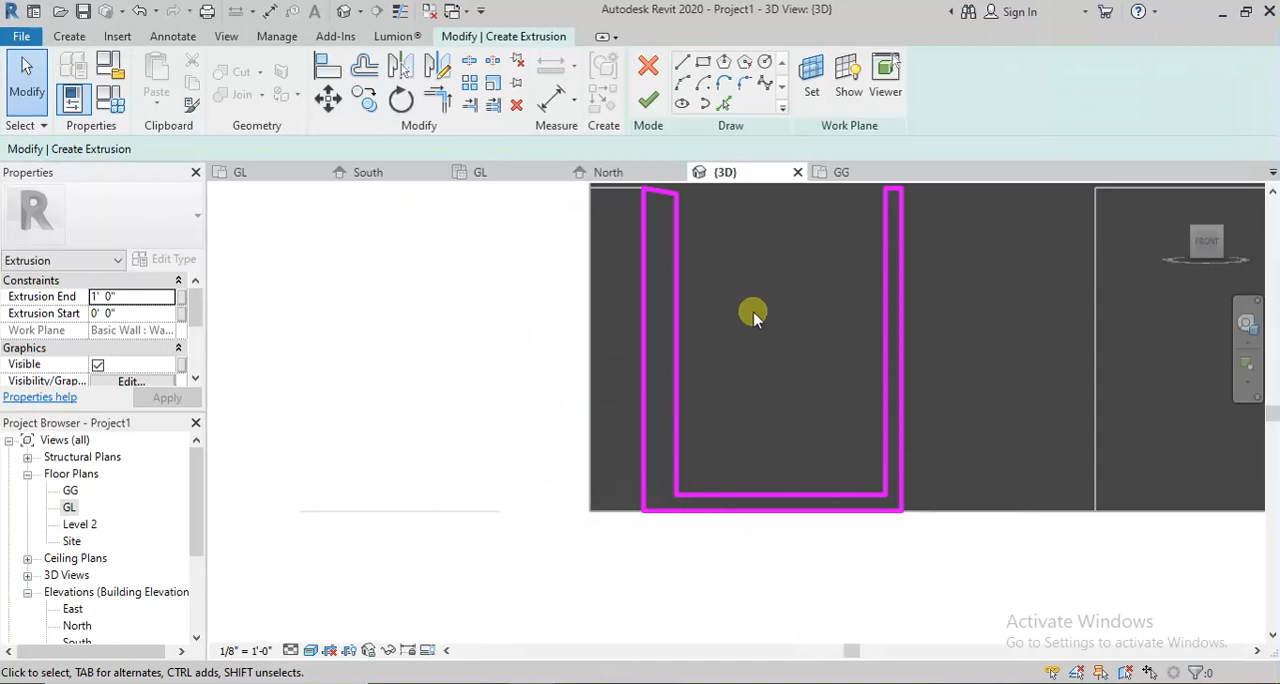 Autodesk Revit 2020 - Project1 - 3D View: {3D}
Sign In
File Create Insert Annotate View Manage Add-Ins Lumion® Modify | Create Extrusion
Modify Paste Cut Join Set Show Viewer
Select Properties Clipboard Geometry Modify Measure Create Mode Draw Work Plane
Modify | Create Extrusion
Properties
GL South GL North {3D} GG
Extrusion Edit Type
Constraints
Extrusion End 1' 0"
Extrusion Start 0' 0"
Work Plane Basic Wall : Wa...
Graphics
Visible
Visibility/Grap... Edit...
Properties help Apply
FRONT
Project Browser - Project1
Views (all)
Structural Plans
Floor Plans
GG
GL
Level 2
Site
Ceiling Plans
3D Views
Elevations (Building Elevation
East
North
South
Activate Windows
Go to Settings to activate Windows.
1/8" = 1'-0"
Click to select, TAB for alternates, CTRL adds, SHIFT unselects.
:0